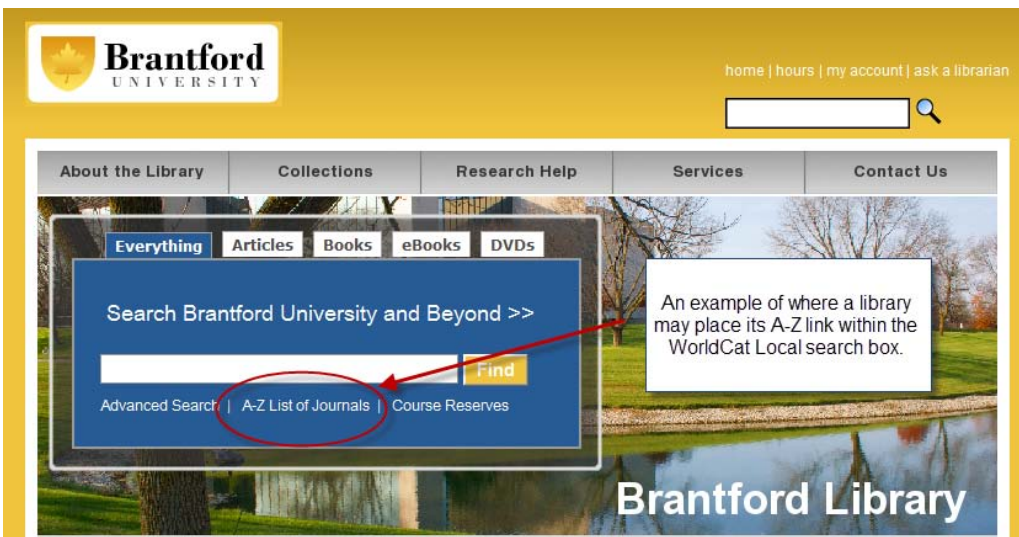 Brantford
UNIVERSITY
home | hours | my account | ask a librarian
About the Library
Collections
Research Help
Services
Contact Us
Everything
Articles
Books
eBooks
DVDs
Search Brantford University and Beyond >>
Find
Advanced Search | A-Z List of Journals | Course Reserves
An example of where a library
may place its A-Z link within the
WorldCat Local search box.
Brantford Library